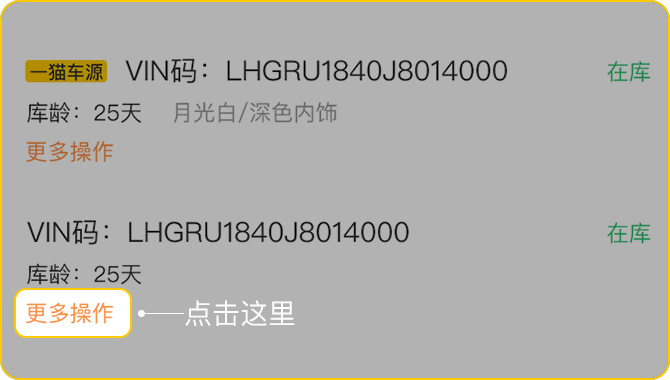 一猫车源 VIN码：LHGRU1840J8014000 在库
库龄：25天 月光白/深色内饰
更多操作
VIN码：LHGRU1840J8014000 在库
库龄：25天
更多操作 点击这里